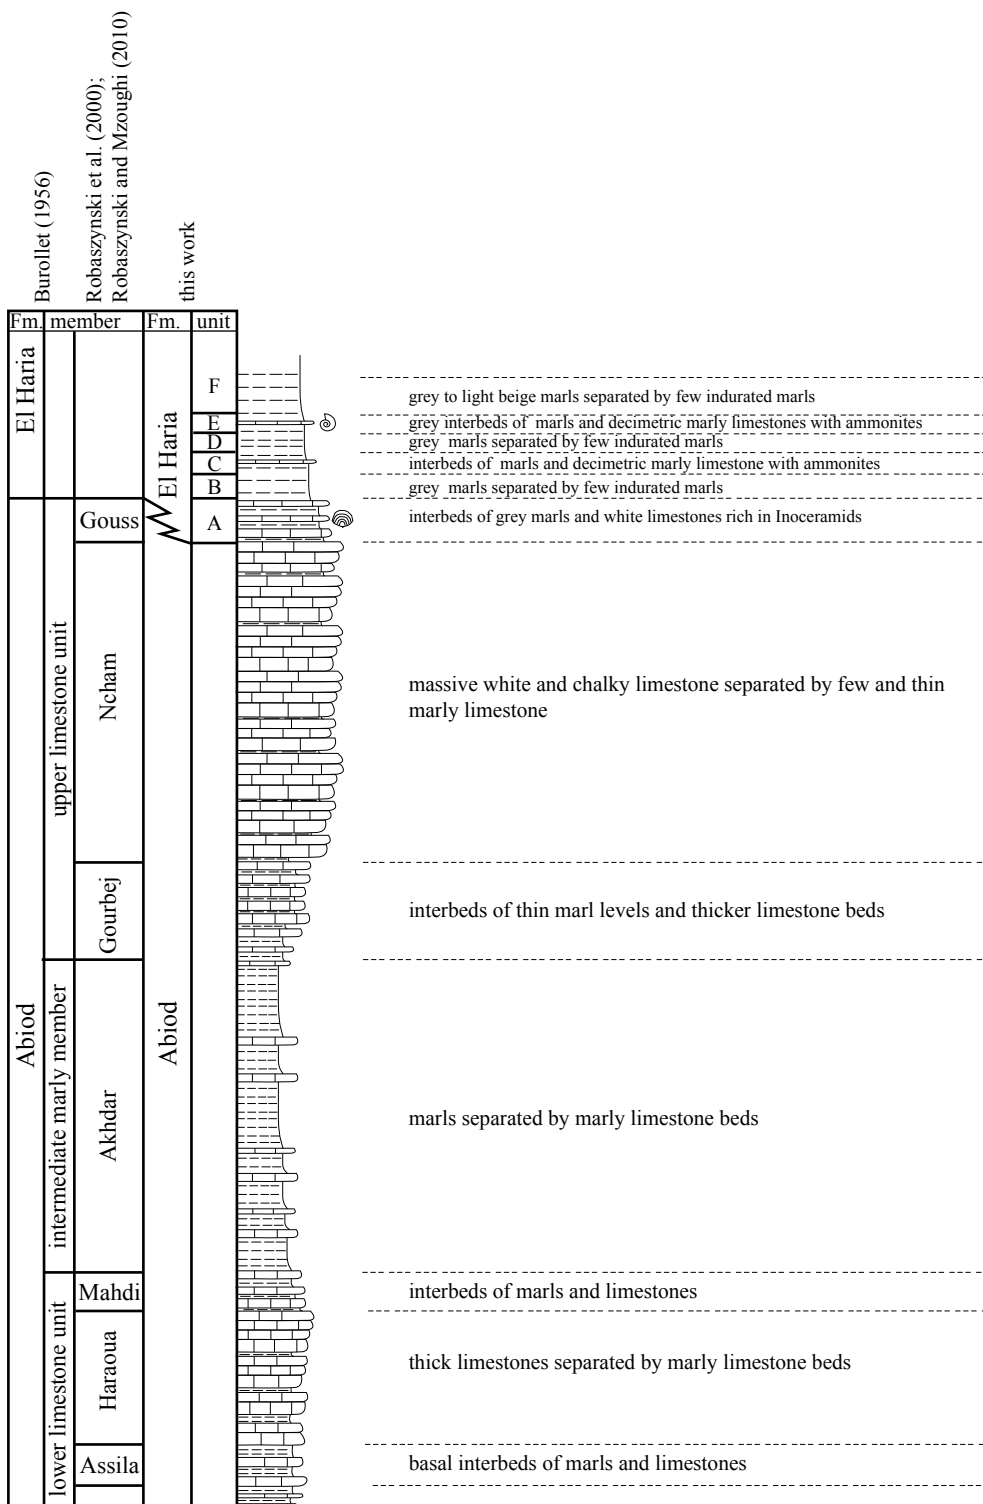 Burollet (1956)
Robaszynski et al. (2000);
Robaszynski and Mzoughi (2010)
this work
Fm. member Fm. unit
El Haria
El Haria
F
grey to light beige marls separated by few indurated marls
E
grey interbeds of marls and decimetric marly limestones with ammonites
D
grey marls separated by few indurated marls
C
interbeds of marls and decimetric marly limestone with ammonites
B
grey marls separated by few indurated marls
Gouss
A
interbeds of grey marls and white limestones rich in Inoceramids
upper limestone unit
Ncham
massive white and chalky limestone separated by few and thin
marly limestone
Gourbej
interbeds of thin marl levels and thicker limestone beds
Abiod
intermediate marly member
Akhdar
Abiod
marls separated by marly limestone beds
lower limestone unit
Mahdi
interbeds of marls and limestones
Haraoua
thick limestones separated by marly limestone beds
Assila
basal interbeds of marls and limestones